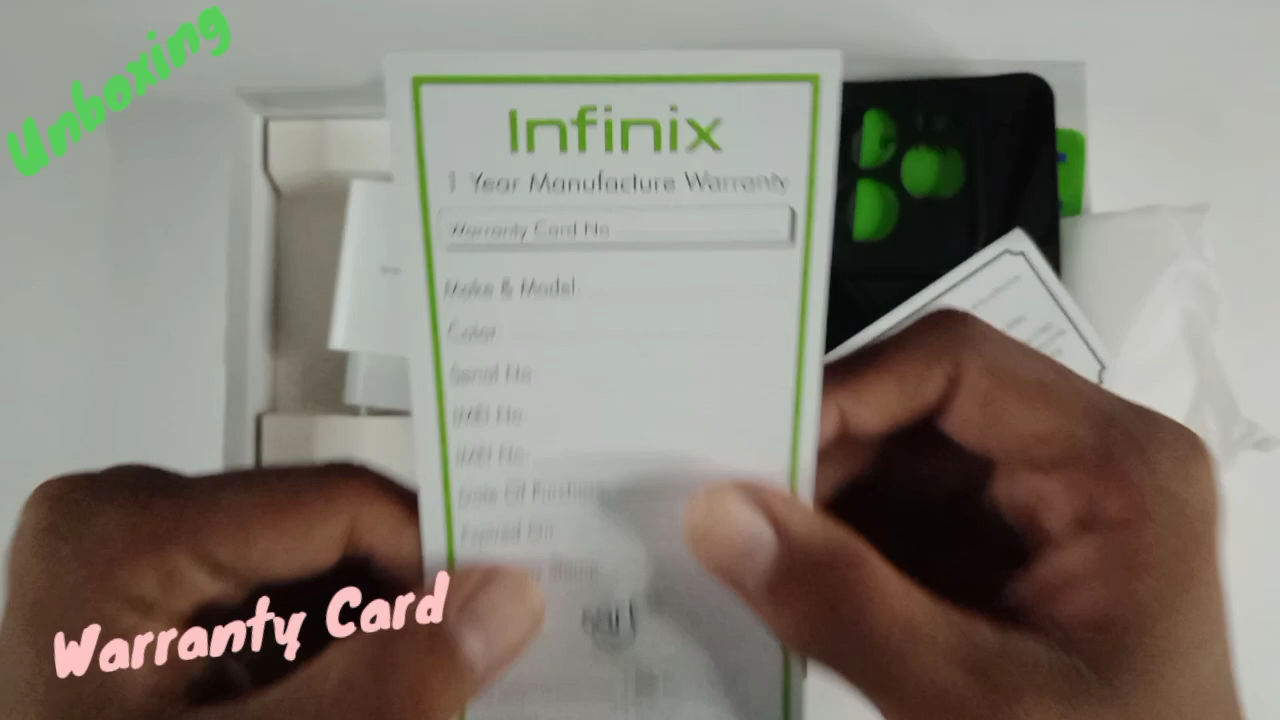 Unboxing
Infinix
1 Year Manufacture Warranty
Warranty Card No
Make & Model
Color
Serial No
IMEI No
IMEI No
Date Of Purchase
Expired On
Warranty Card